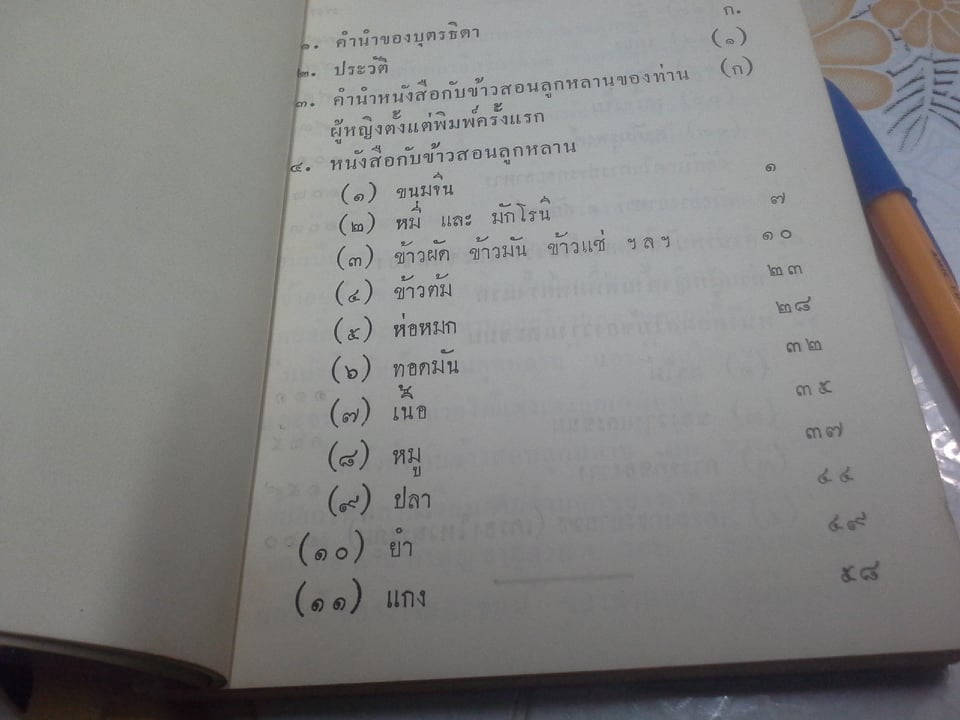 ๑. คำนำของบุตรธิดา ก.
๒. ประวัติ (๑)
๓. คำนำหนังสือกับข้าวสอนลูกหลานของท่าน (ก)
ผู้หญิงตั้งแต่พิมพ์ครั้งแรก
๔. หนังสือกับข้าวสอนลูกหลาน
(๑) ขนมจีน ๑
(๒) หมี่ และ มักโรนี ๗
(๓) ข้าวผัด ข้าวมัน ข้าวแช่ ฯลฯ ๑๐
(๔) ข้าวต้ม ๒๓
(๕) ห่อหมก ๒๘
(๖) ทอดมัน ๓๒
(๗) เนื้อ ๓๕
(๘) หมู ๓๗
(๙) ปลา ๔๔
(๑๐) ยำ ๔๙
(๑๑) แกง ๕๘